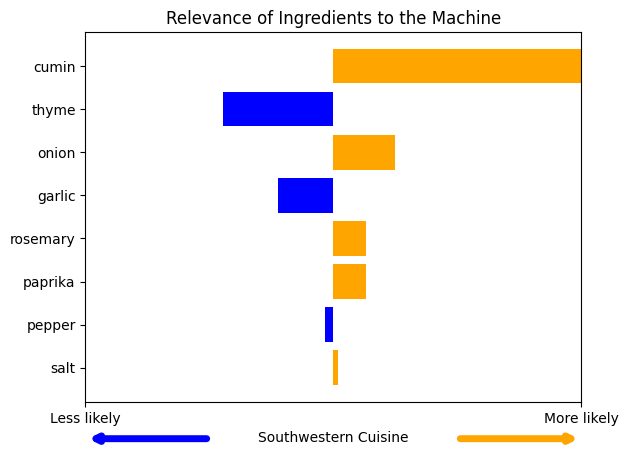 Relevance of Ingredients to the Machine
cumin
thyme
onion
garlic
rosemary
paprika
pepper
salt
Less likely
More likely
Southwestern Cuisine